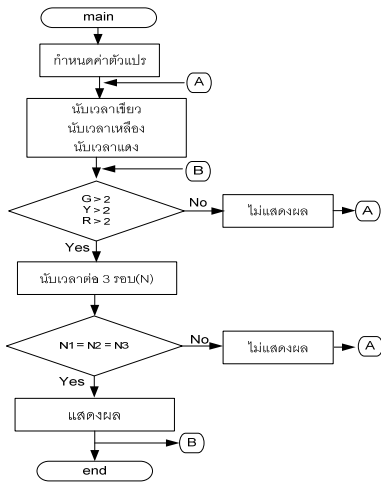 main
กำหนดค่าตัวแปร
A
นับเวลาเขียว
นับเวลาเหลือง
นับเวลาแดง
B
G > 2
Y > 2
R > 2
No
ไม่แสดงผล
A
Yes
นับเวลาต่อ 3 รอบ(N)
N1 = N2 = N3
No
ไม่แสดงผล
A
Yes
แสดงผล
B
end